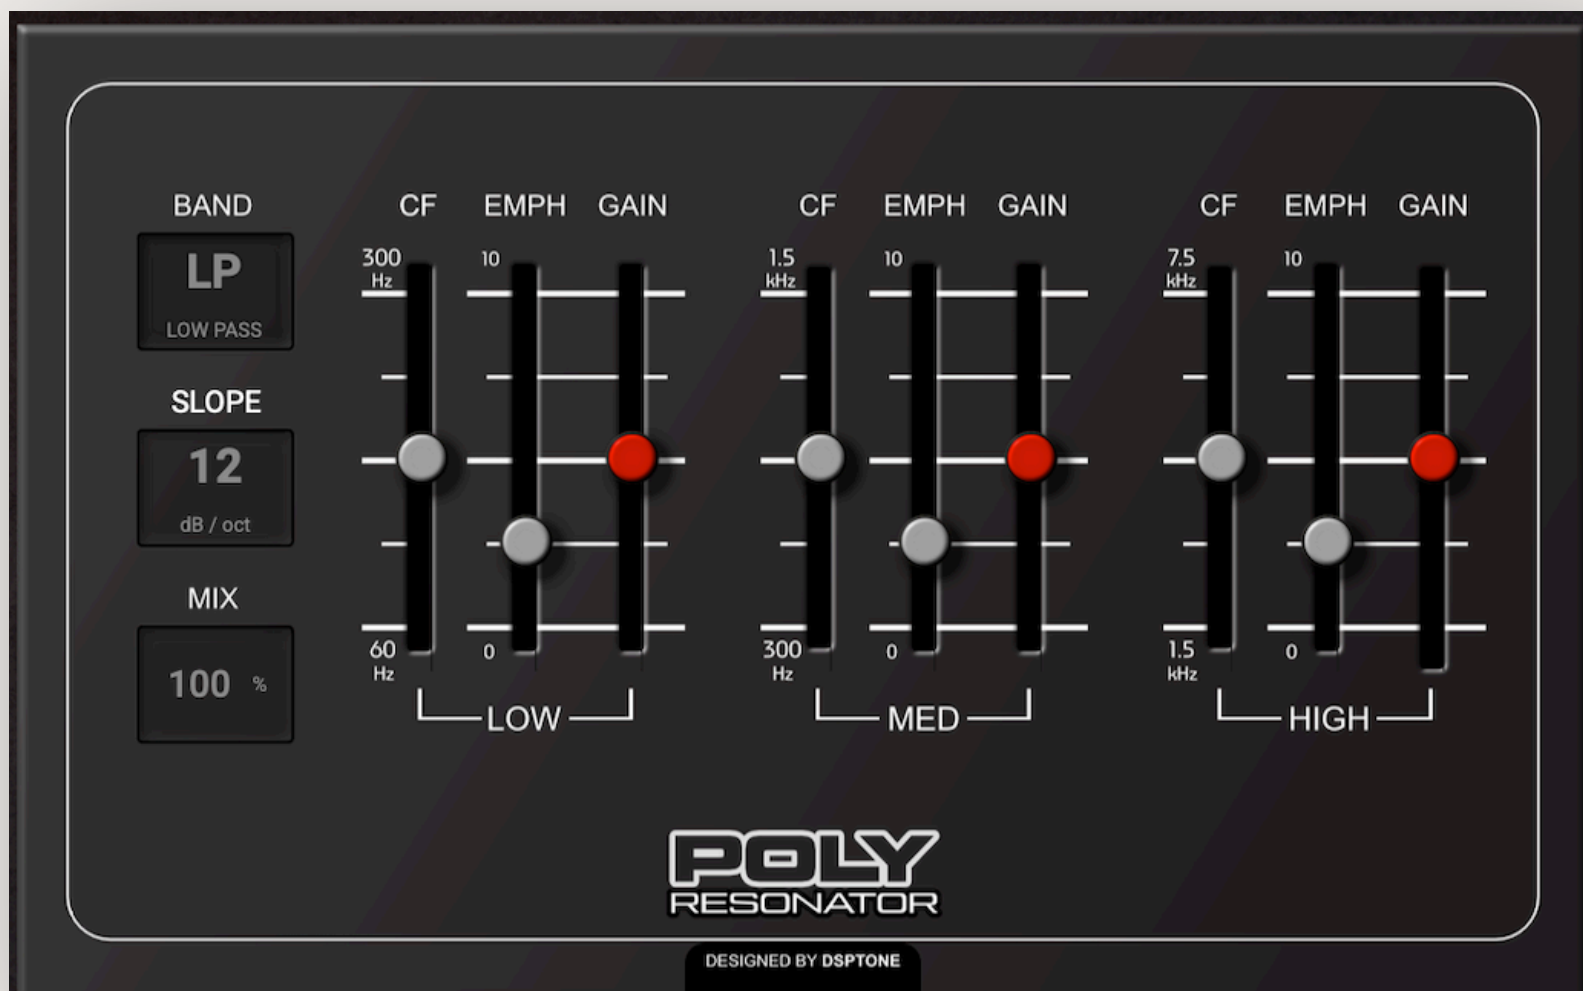 BAND
LP
LOW PASS
SLOPE
12
dB / oct
MIX
100 %
CF EMPH GAIN
300 10
Hz
60 0
Hz
LOW
CF EMPH GAIN
1.5 10
kHz
300 0
Hz
MED
CF EMPH GAIN
7.5 10
kHz
1.5 0
kHz
HIGH
POLY
RESONATOR
DESIGNED BY DSPTONE